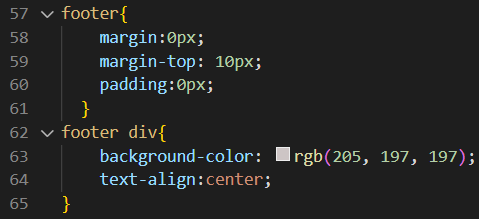 57 footer{
58     margin:0px;
59     margin-top: 10px;
60     padding:0px;
61   }
62 footer div{
63     background-color: rgb(205, 197, 197);
64     text-align:center;
65 }